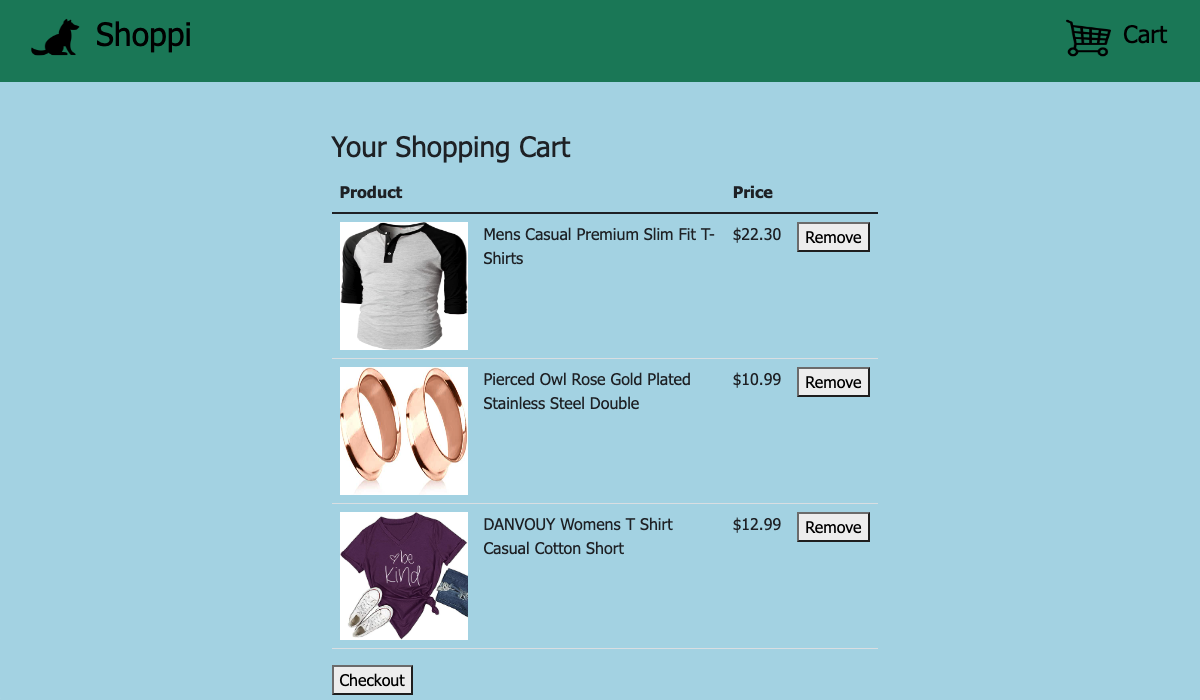 Shoppi
Cart
Your Shopping Cart
Product Price
Mens Casual Premium Slim Fit T- $22.30 Remove
Shirts
Pierced Owl Rose Gold Plated $10.99 Remove
Stainless Steel Double
DANVOUY Womens T Shirt $12.99 Remove
Casual Cotton Short
be
kind
Checkout